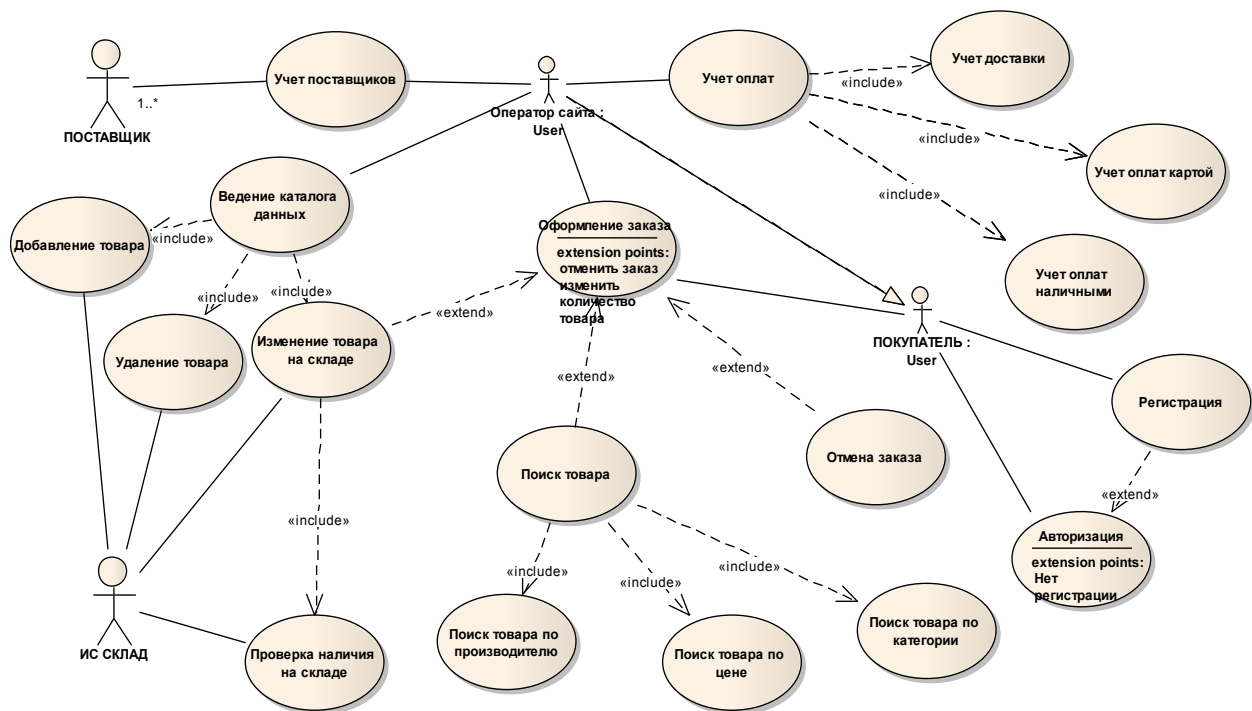 Учет поставщиков
1..*
ПОСТАВЩИК
Оператор сайта :
User
Учет оплат
Учет доставки
«include»
«include»
Учет оплат картой
«include»
Учет оплат
наличными
Ведение каталога
данных
Добавление товара
«include»
«include»
«include»
Удаление товара
Изменение товара
на складе
«extend»
Оформление заказа
extension points:
отменить заказ
изменить
количество
товара
ПОКУПАТЕЛЬ :
User
«extend»
«extend»
Регистрация
Отмена заказа
Поиск товара
«extend»
Авторизация
extension points:
Нет
регистрации
«include»
«include»
«include»
«include»
ИС СКЛАД
Проверка наличия
на складе
Поиск товара по
производителю
Поиск товара по
цене
Поиск товара по
категории